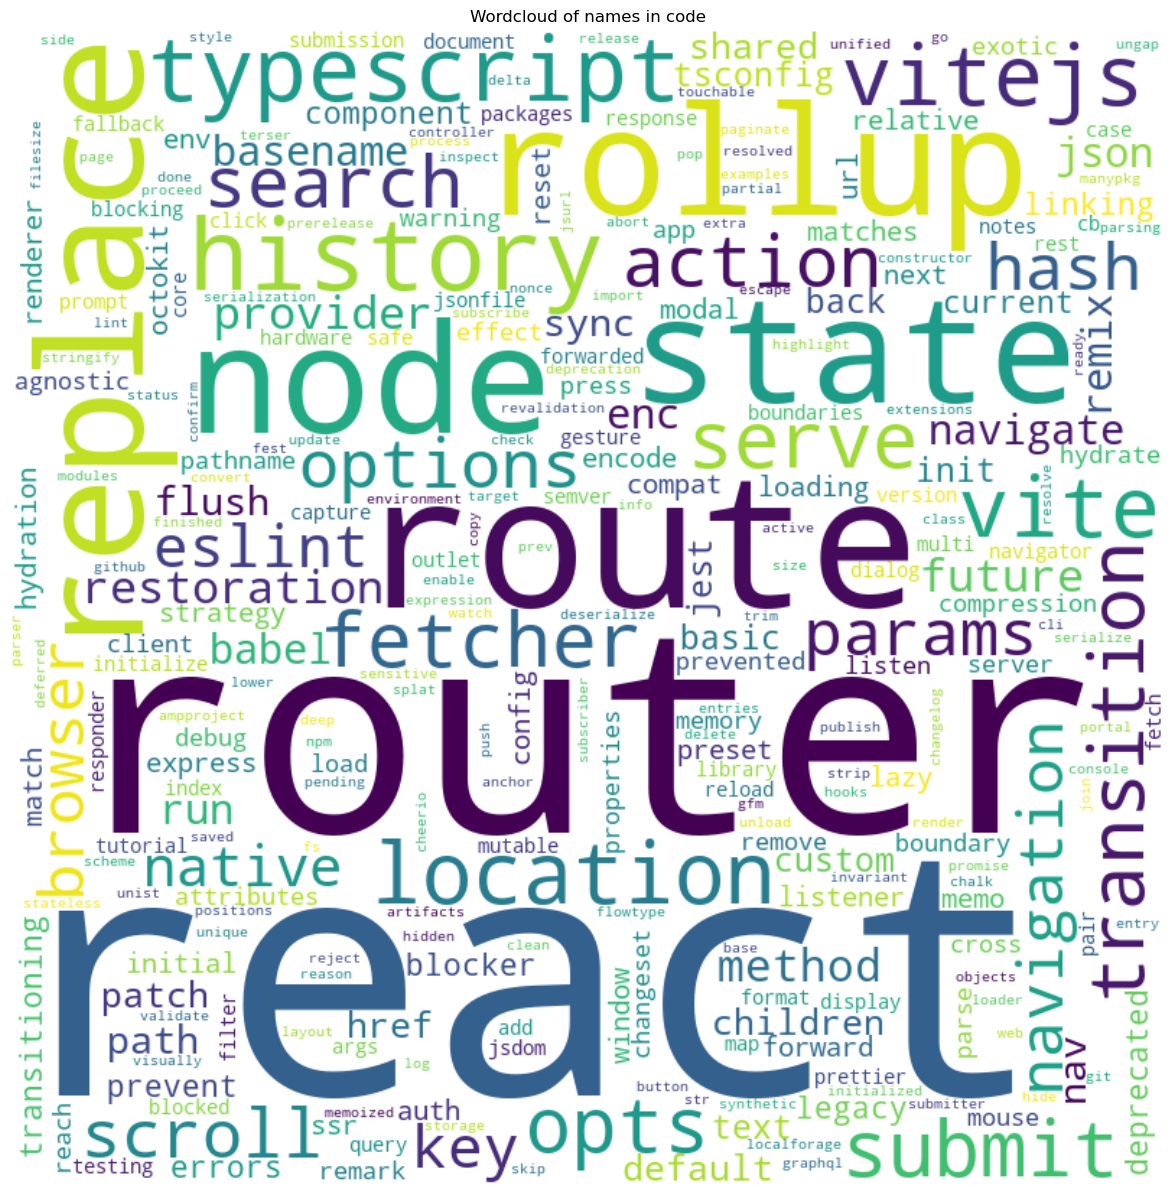 Wordcloud of names in code
side
style
submission
document
release
shared
unified
go
exotic
ungap
typescript
delta
tsconfig
vitejs
touchable
replace
component
packages
response
relative
fallback
env
terser
controller
process
paginate
case
filesize
page
basename
inspect
rollup
pop
resolved
url
json
done
proceed
search
reset
examples
partial
manypkg
blocking
click
prerelease
warning
jsurl
abort
extra
linking
renderer
octokit
history
app
matches
notes
cb
parsing
core
action
constructor
next
rest
hash
prompt
serialization
nonce
jsonfile
import
escape
back
current
lint
provider
subscribe
sync
modal
remix
hardware
safe
effect
stringify
node
forwarded
state
highlight
ready
agnostic
status
deprecation
press
confirm
revalidation
enc
boundaries
extensions
fest
update
check
gesture
serve
navigate
pathname
options
encode
hydrate
modules
convert
compat
init
hydration
flush
environment
target
semver
info
loading
version
resolve
finished
capture
copy
route
active
class
vite
github
eslint
outlet
prev
jest
size
multi
navigator
enable
dialog
future
restoration
expression
watch
deserialize
trim
compression
strategy
cli
transition
parser
client
babel
fetcher
basic
params
serialize
deferred
initialize
prevented
listen
server
browser
lower
sensitive
splat
config
subscriber
router
responder
ampproject
deep
entries
memory
delete
publish
changelog
fetch
portal
debug
npm
push
properties
preset
match
express
load
library
strip
lazy
console
index
pending
anchor
reload
hooks
navigation
join
run
gfm
saved
cheerio
unload
render
tutorial
fs
mutable
remove
boundary
scheme
native
location
custom
promise
invariant
chalk
unist
attributes
listener
memo
stateless
positions
artifacts
flowtype
entry
unique
hidden
clean
base
cross
pair
transitioning
react
initial
reject
reason
blocker
window
changeset
method
objects
patch
filter
format
display
parse
loader
deprecated
validate
href
add
children
path
layout
args
jsdom
map
forward
web
visually
log
nav
prevent
prettier
git
button
initialized
hide
reach
blocked
memoized
auth
str
synthetic
legacy
submitter
mouse
scroll
ssr
storage
opts
text
query
key
localforage
submit
testing
errors
remark
skip
default
graphql